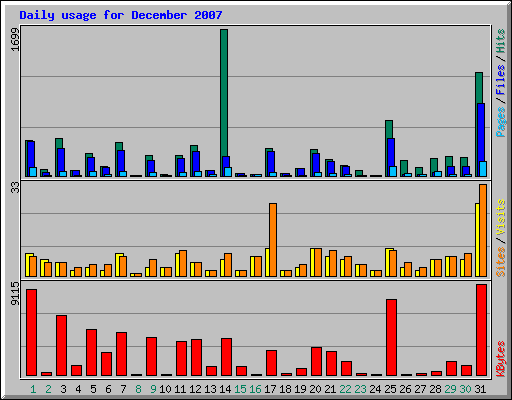 Daily usage for December 2007
1699
Pages/Files/Hits
33
Sites/Visits
9115
KBytes
1 2 3 4 5 6 7 8 9 10 11 12 13 14 15 16 17 18 19 20 21 22 23 24 25 26 27 28 29 30 31